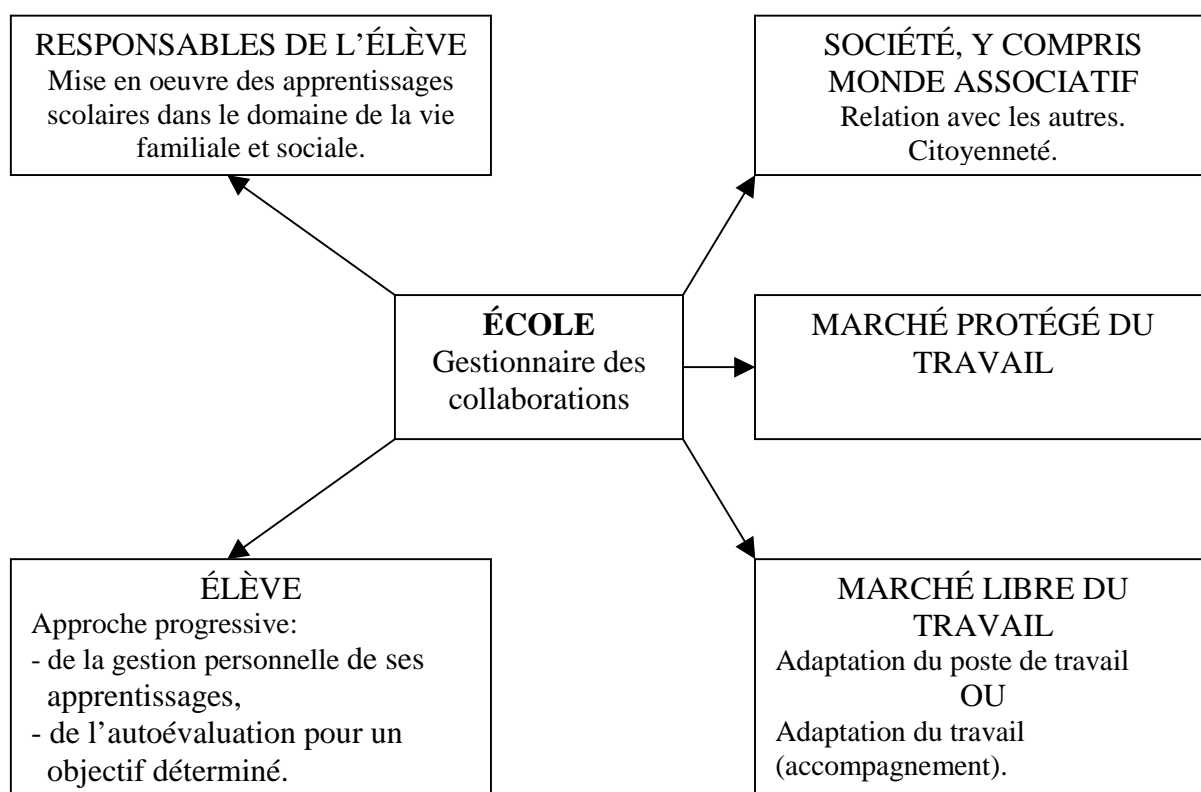 RESPONSABLES DE L’ÉLÈVE
Mise en oeuvre des apprentissages
scolaires dans le domaine de la vie
familiale et sociale.
SOCIÉTÉ, Y COMPRIS
MONDE ASSOCIATIF
Relation avec les autres.
Citoyenneté.
ÉCOLE
Gestionnaire des
collaborations
MARCHÉ PROTÉGÉ DU
TRAVAIL
ÉLÈVE
Approche progressive:
- de la gestion personnelle de ses
apprentissages,
- de l’autoévaluation pour un
objectif déterminé.
MARCHÉ LIBRE DU
TRAVAIL
Adaptation du poste de travail
OU
Adaptation du travail
(accompagnement).